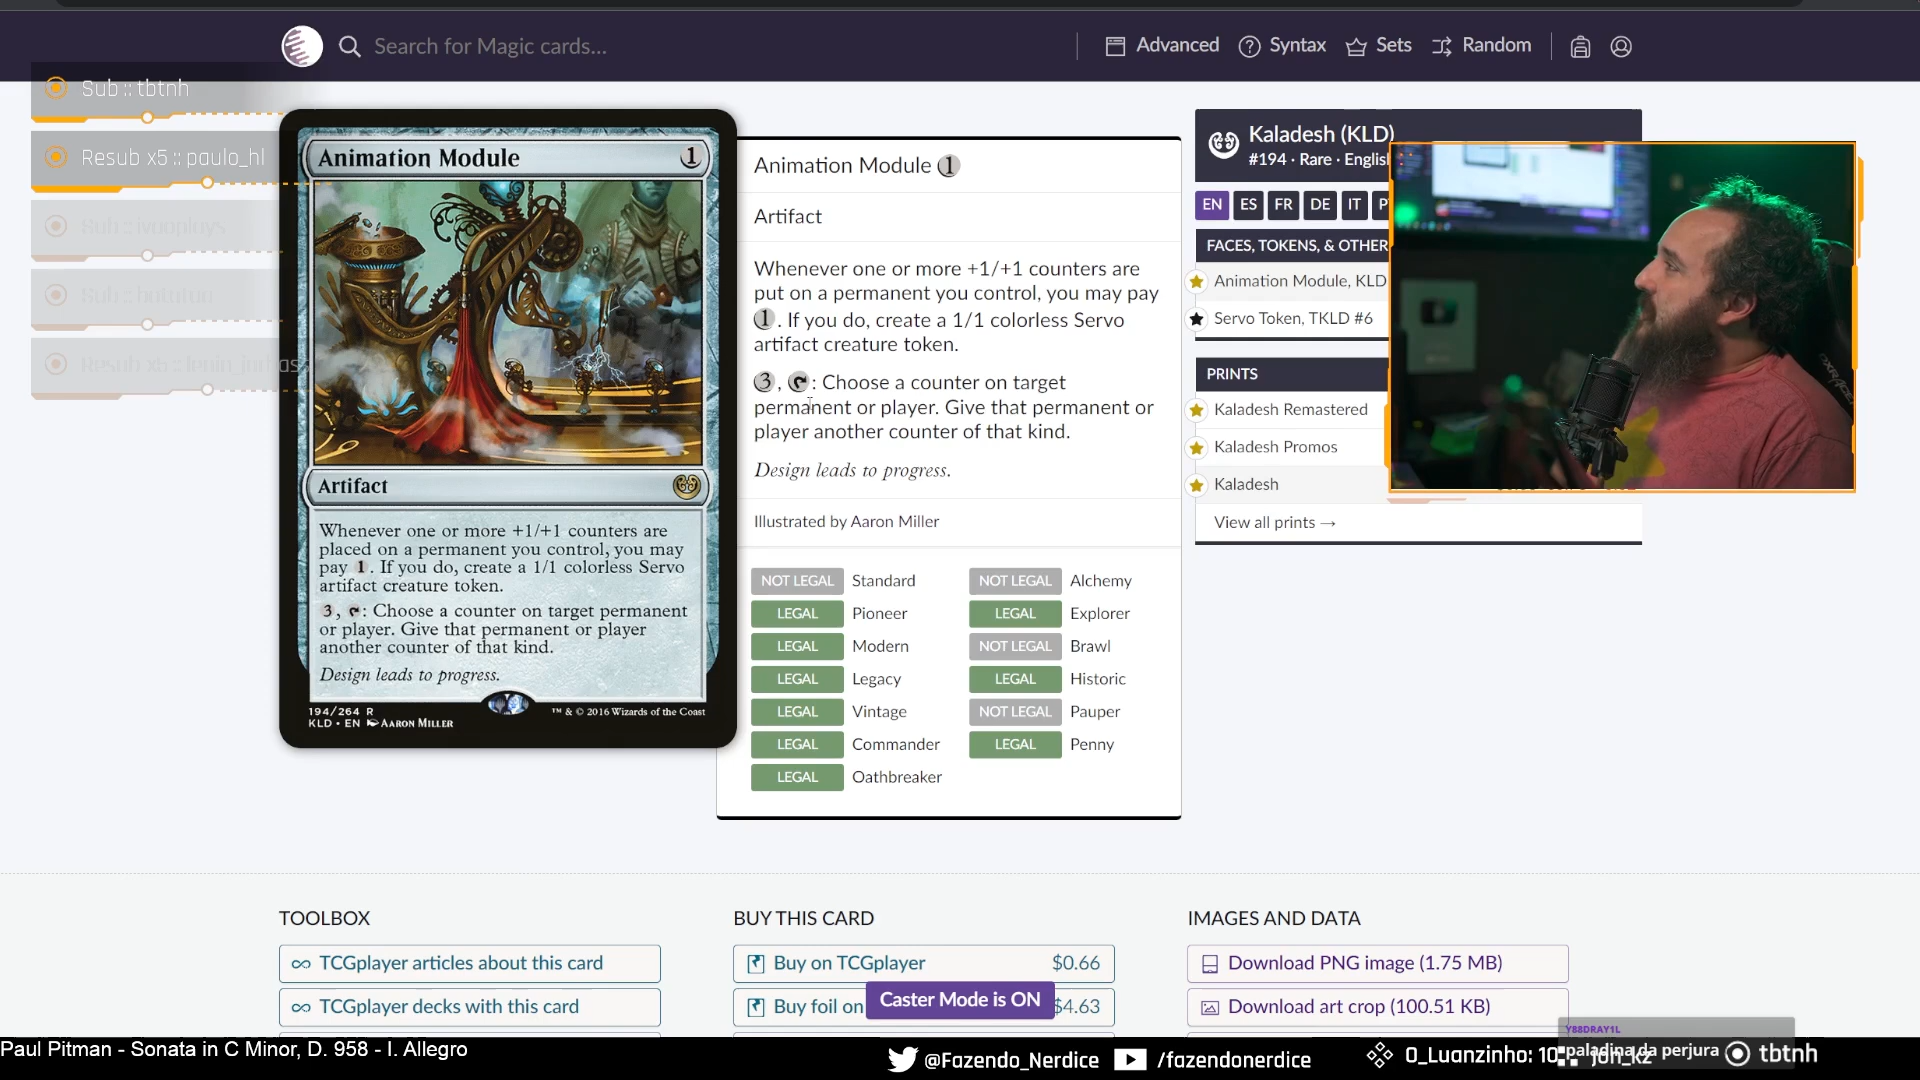 Search for Magic cards...
Advanced
Syntax
Sets
Random
Sub :: tbtnh
Resub x5 :: paulo_hl
Animation Module 1
Artifact
Whenever one or more +1/+1 counters are
placed on a permanent you control, you may
pay 1. If you do, create a 1/1 colorless Servo
artifact creature token.
3, : Choose a counter on target permanent
or player. Give that permanent or player
another counter of that kind.
Design leads to progress.
194/264 R
KLD • EN AARON MILLER
™ & © 2016 Wizards of the Coast
Animation Module 1
Artifact
Whenever one or more +1/+1 counters are
put on a permanent you control, you may pay
1. If you do, create a 1/1 colorless Servo
artifact creature token.
3, : Choose a counter on target
permanent or player. Give that permanent or
player another counter of that kind.
Design leads to progress.
Illustrated by Aaron Miller
NOT LEGAL Standard
NOT LEGAL Alchemy
LEGAL Pioneer
LEGAL Explorer
LEGAL Modern
NOT LEGAL Brawl
LEGAL Legacy
LEGAL Historic
LEGAL Vintage
NOT LEGAL Pauper
LEGAL Commander
LEGAL Penny
LEGAL Oathbreaker
Kaladesh (KLD)
#194 · Rare · English
EN ES FR DE IT
FACES, TOKENS, & OTHER
Animation Module, KLD
Servo Token, TKLD #6
PRINTS
Kaladesh Remastered
Kaladesh Promos
Kaladesh
View all prints →
TOOLBOX
TCGplayer articles about this card
TCGplayer decks with this card
BUY THIS CARD
Buy on TCGplayer $0.66
Buy foil on $4.63
Caster Mode is ON
IMAGES AND DATA
Download PNG image (1.75 MB)
Download art crop (100.51 KB)
Paul Pitman - Sonata in C Minor, D. 958 - I. Allegro
@Fazendo_Nerdice
/fazendonerdice
0_Luanzinho: 10
Y88DRAY1L
paladina da perjura
jon_kz
tbtnh